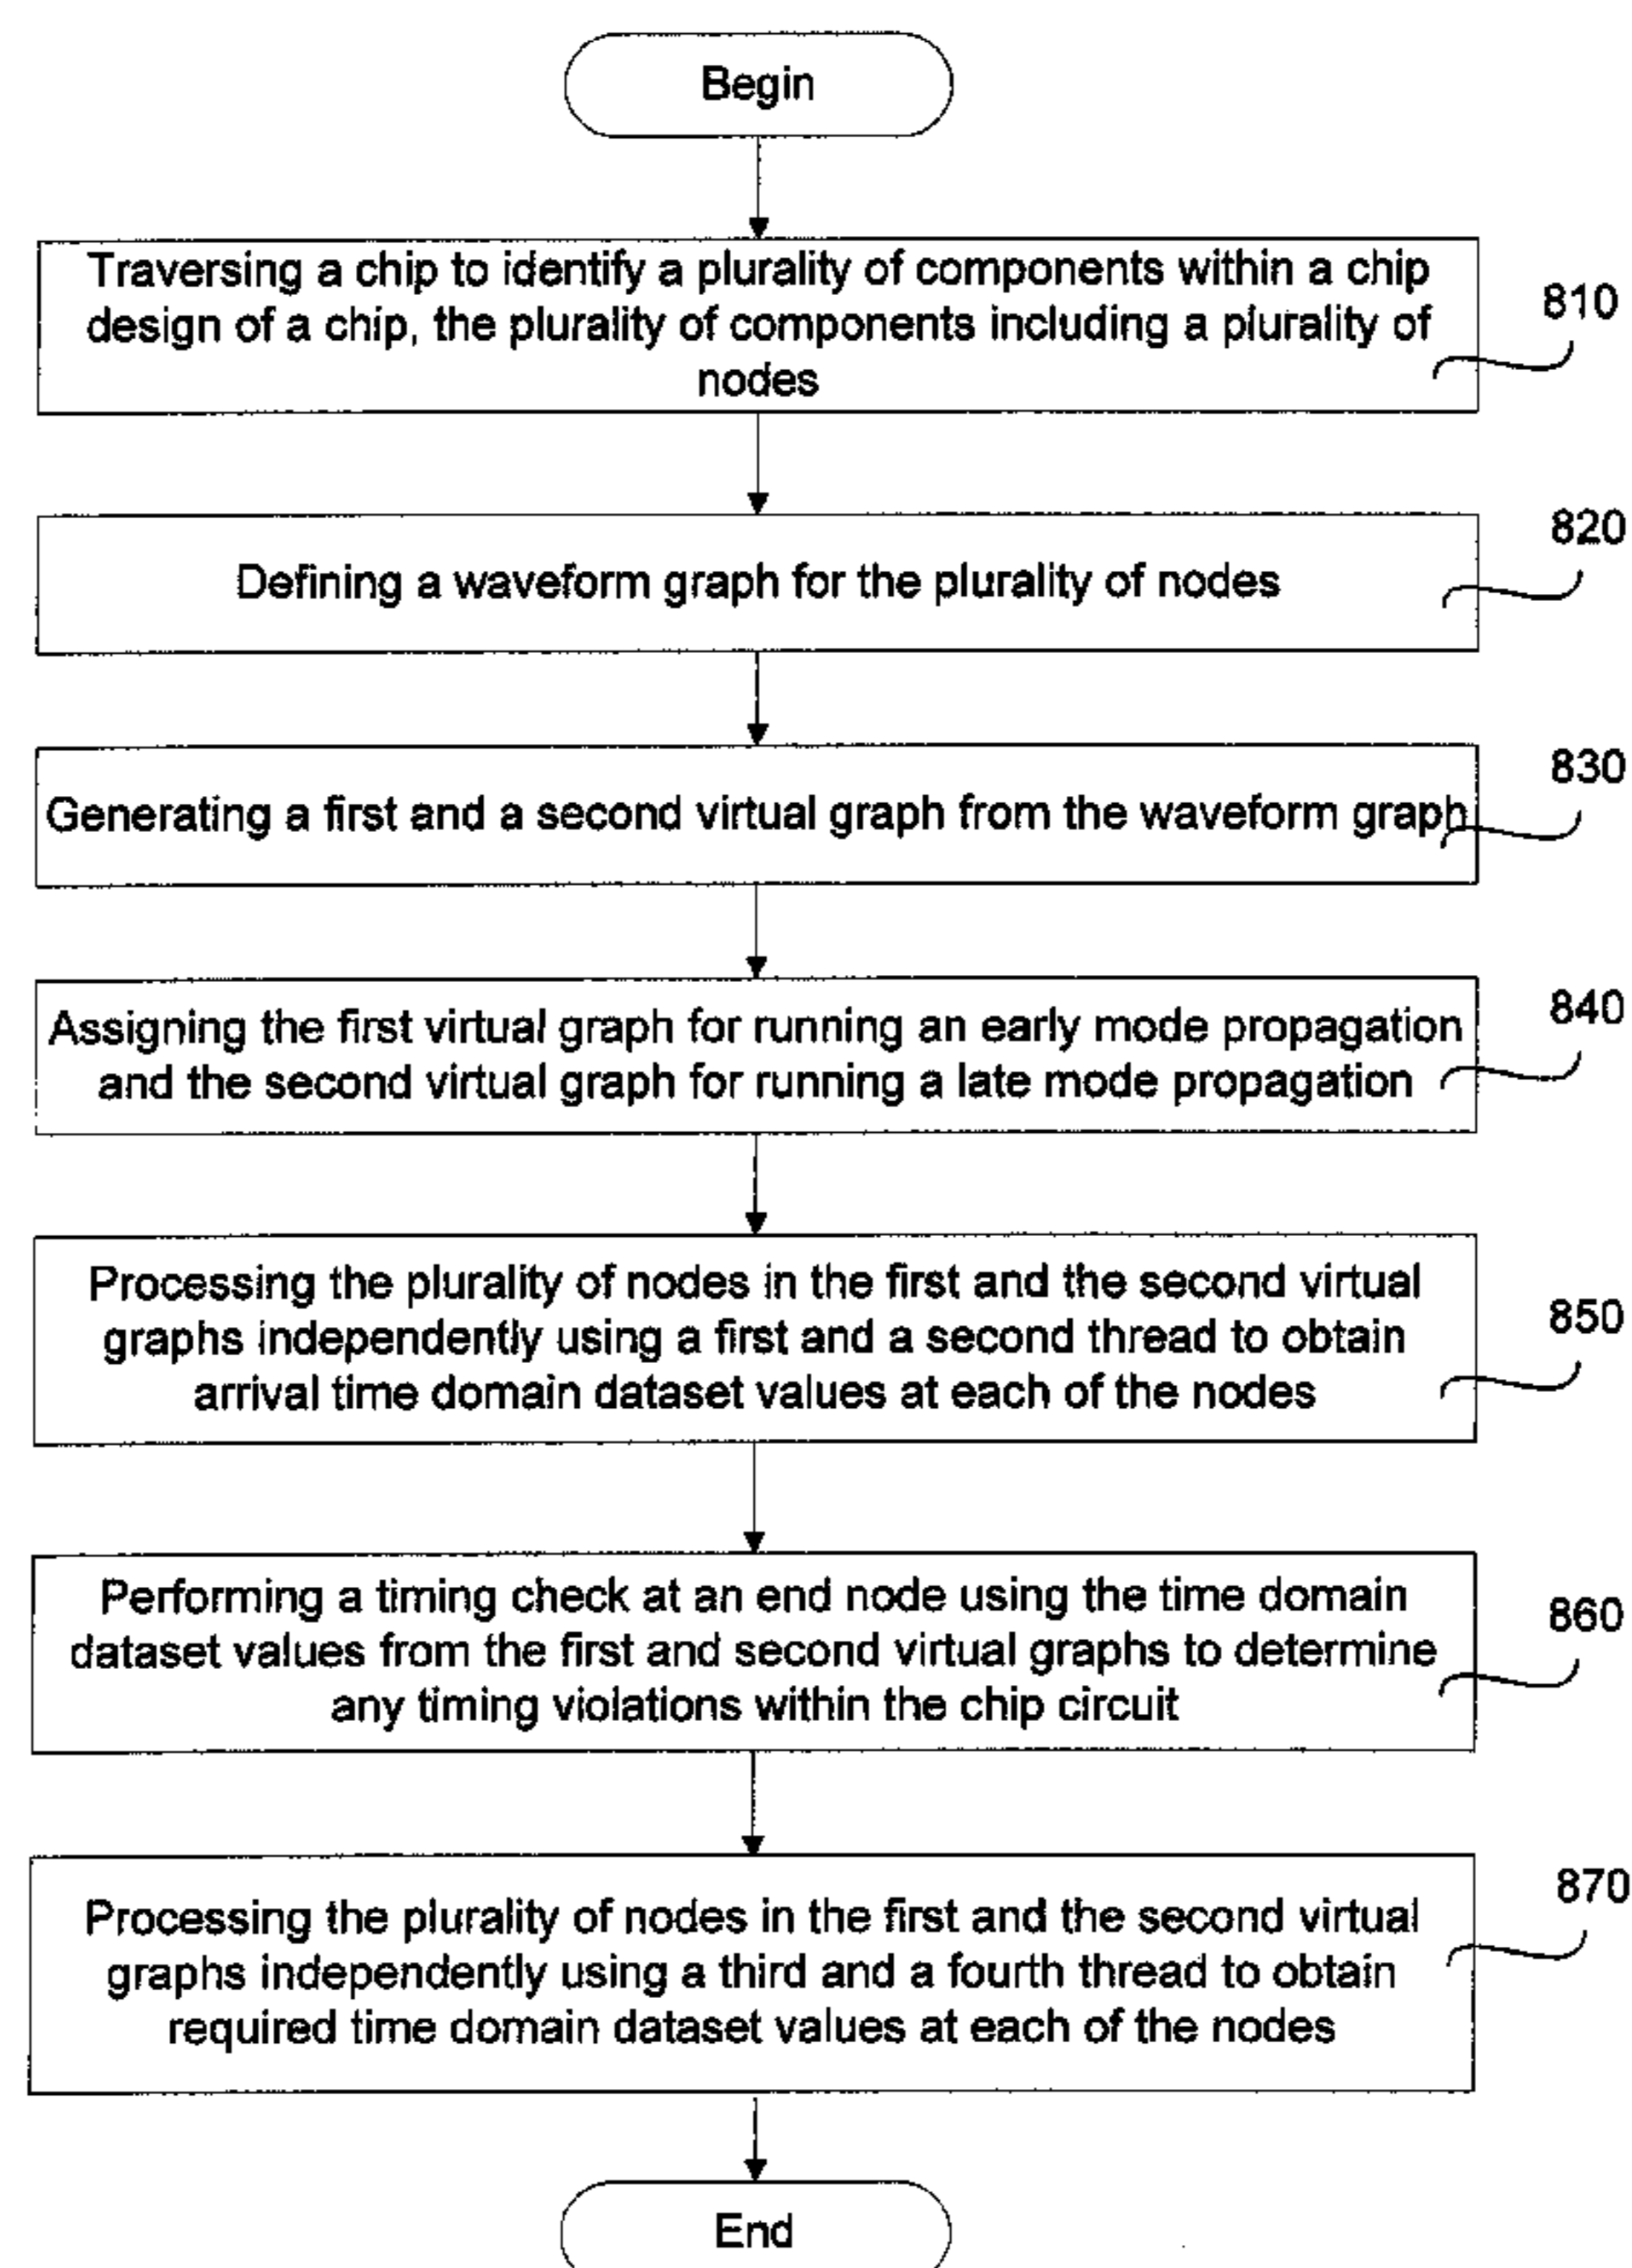 Begin
Traversing a chip to identify a plurality of components within a chip
design of a chip, the plurality of components including a plurality of
nodes
810
Defining a waveform graph for the plurality of nodes
820
Generating a first and a second virtual graph from the waveform graph
830
Assigning the first virtual graph for running an early mode propagation
and the second virtual graph for running a late mode propagation
840
Processing the plurality of nodes in the first and the second virtual
graphs independently using a first and a second thread to obtain
arrival time domain dataset values at each of the nodes
850
Performing a timing check at an end node using the time domain
dataset values from the first and second virtual graphs to determine
any timing violations within the chip circuit
860
Processing the plurality of nodes in the first and the second virtual
graphs independently using a third and a fourth thread to obtain
required time domain dataset values at each of the nodes
870
End